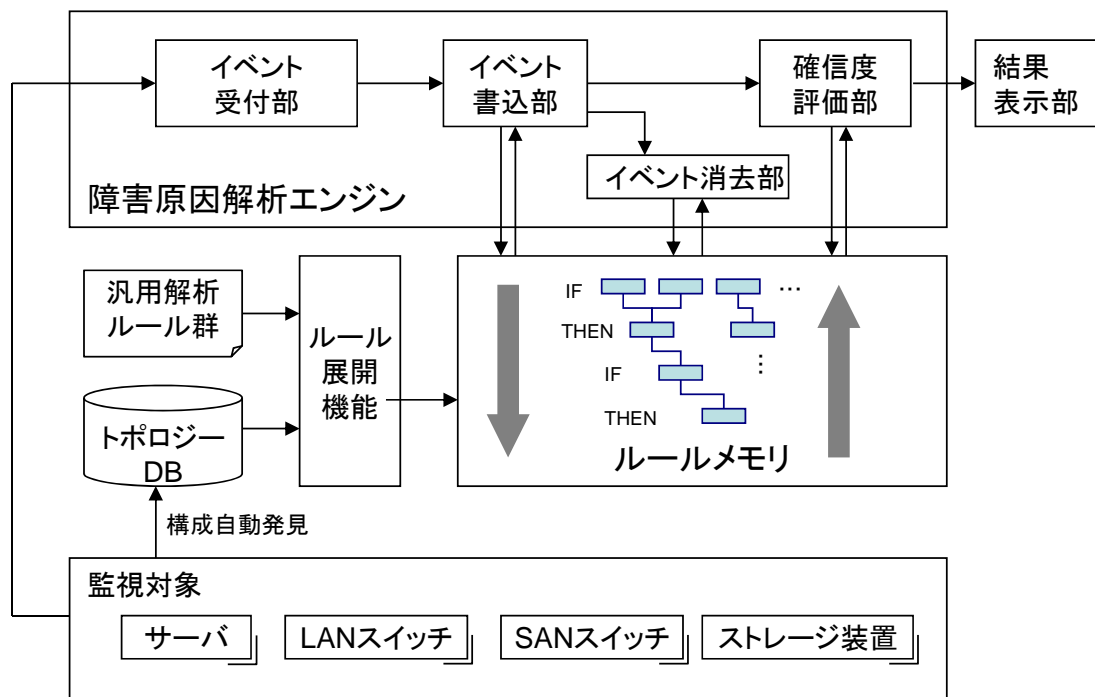 イベント
受付部
イベント
書込部
確信度
評価部
結果
表示部
イベント消去部
障害原因解析エンジン
汎用解析
ルール群
ルール
展開
機能
トポロジー
DB
IF
…
THEN
IF
…
THEN
ルールメモリ
構成自動発見
監視対象
サーバ
LANスイッチ
SANスイッチ
ストレージ装置